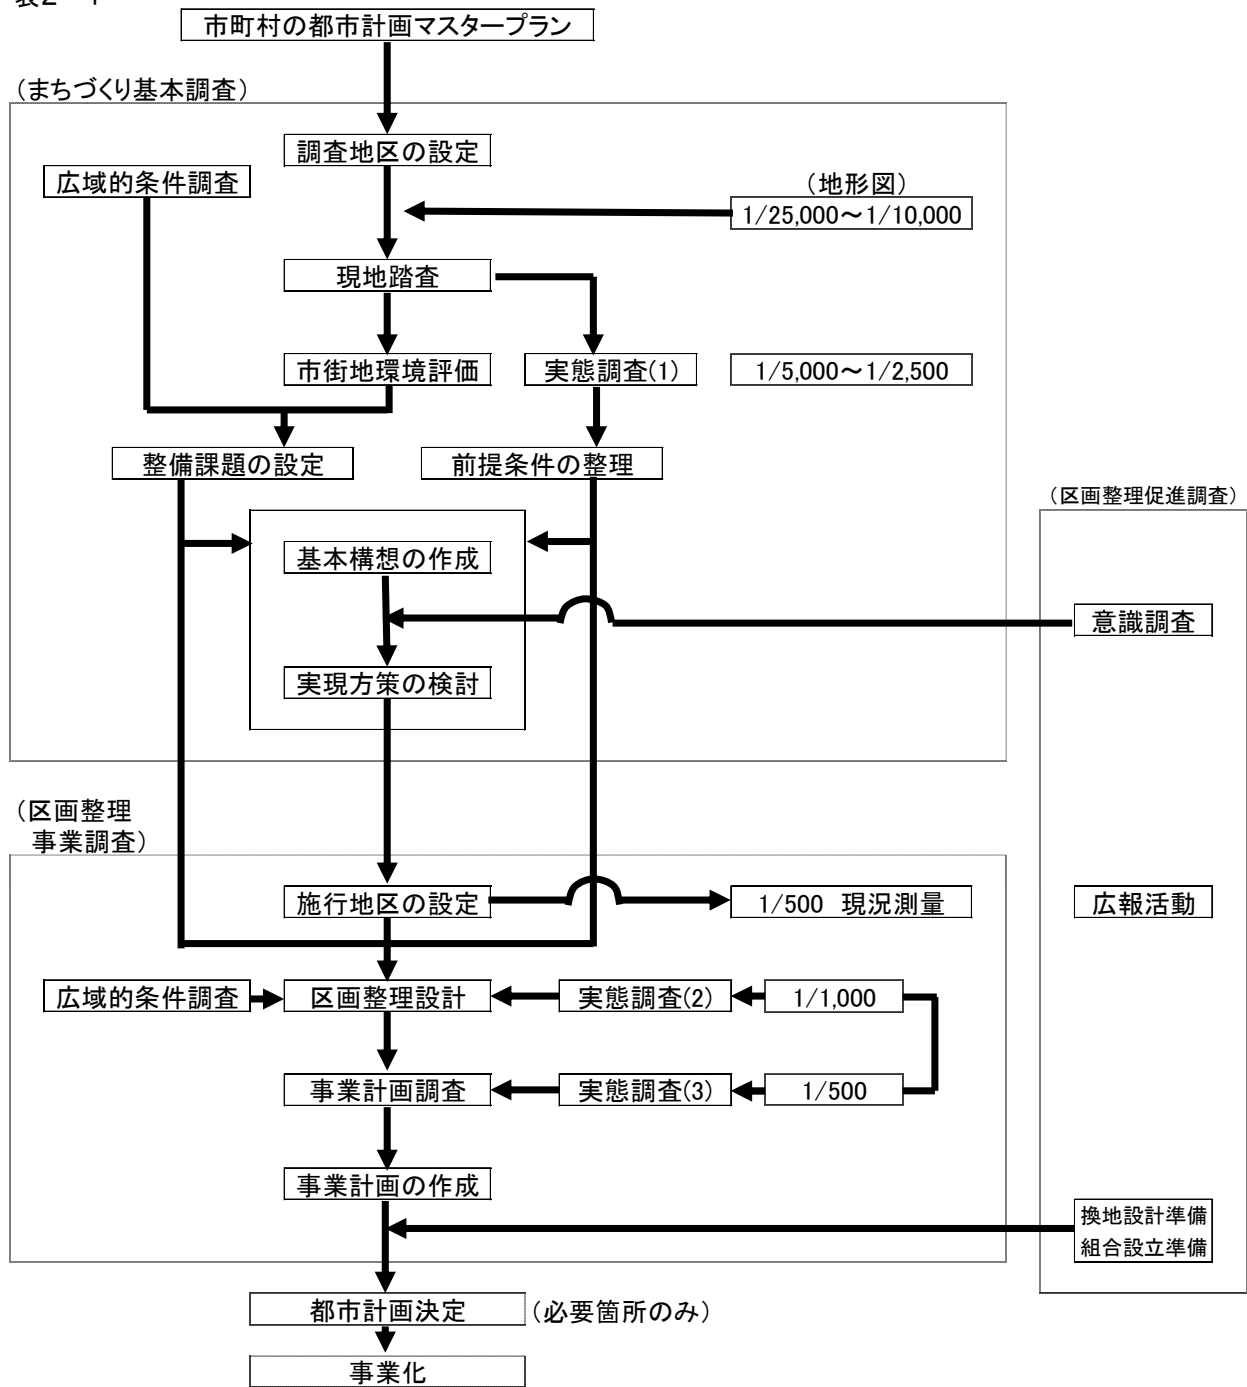 表2-1
市町村の都市計画マスタープラン
(まちづくり基本調査)
調査地区の設定
広域的条件調査
(地形図)
1/25,000～1/10,000
現地踏査
市街地環境評価
実態調査(1)
1/5,000～1/2,500
整備課題の設定
前提条件の整理
(区画整理促進調査)
基本構想の作成
意識調査
実現方策の検討
(区画整理
事業調査)
施行地区の設定
1/500 現況測量
広報活動
広域的条件調査
区画整理設計
実態調査(2)
1/1,000
事業計画調査
実態調査(3)
1/500
事業計画の作成
換地設計準備
組合設立準備
都市計画決定
(必要箇所のみ)
事業化